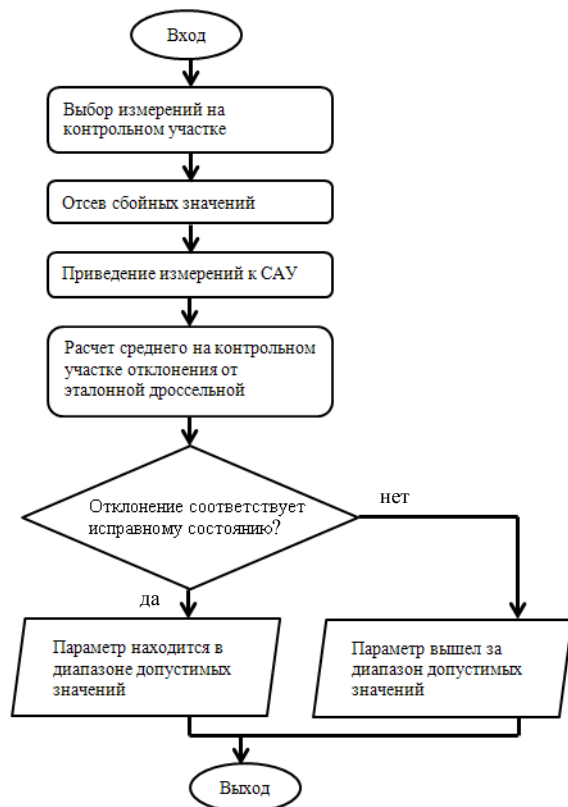 Вход
Выбор измерений на
контрольном участке
Отсев сбойных значений
Приведение измерений к САУ
Расчет среднего на контрольном
участке отклонения от
эталонной дроссельной
Отклонение соответствует
исправному состоянию?
нет
да
Параметр находится в
диапазоне допустимых
значений
Параметр вышел за
диапазон допустимых
значений
Выход